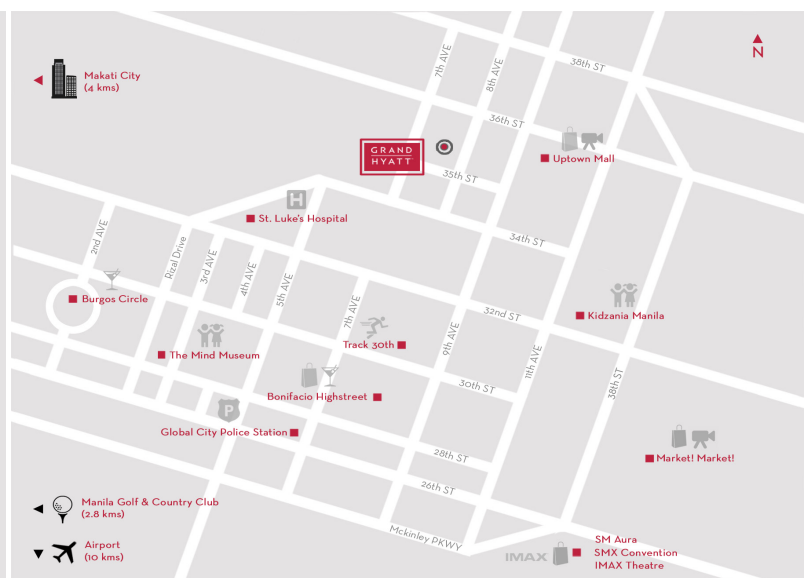 Makati City
(4 kms)
N
7th AVE
8th AVE
38th ST
36th ST
GRAND
HYATT
Uptown Mall
35th ST
H
St. Luke's Hospital
34th ST
2nd AVE
Rizal Drive
3rd AVE
4th AVE
5th AVE
7th AVE
9th AVE
11th AVE
32nd ST
38th ST
Burgos Circle
Kidzania Manila
The Mind Museum
Track 30th
30th ST
Bonifacio Highstreet
P
Global City Police Station
28th ST
26th ST
Market! Market!
Manila Golf & Country Club
(2.8 kms)
Mckinley PKWY
Airport
(10 kms)
IMAX
SM Aura
SMX Convention
IMAX Theatre